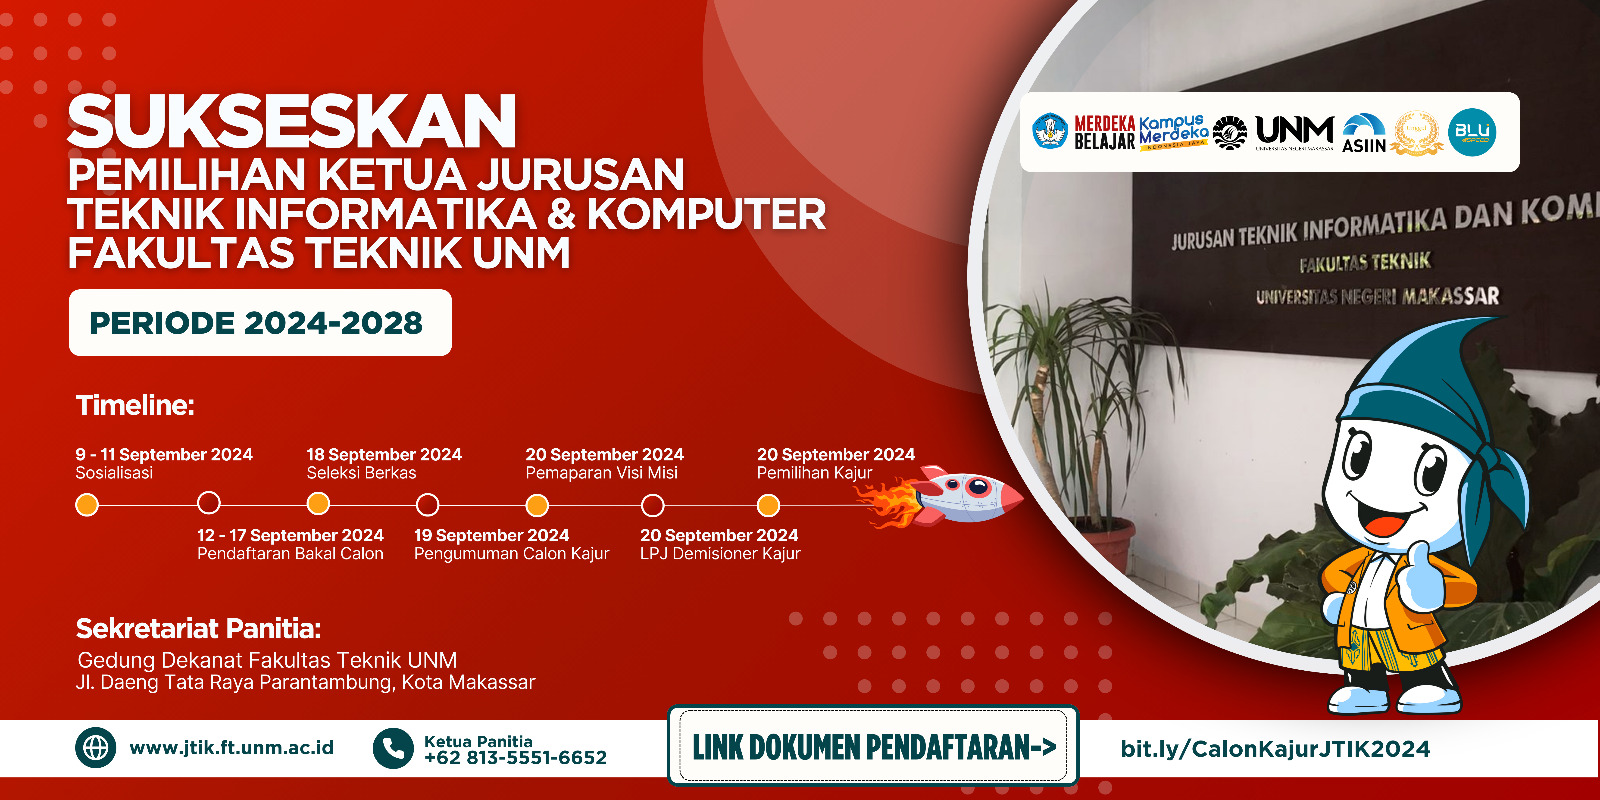 SUKSESKAN
PEMILIHAN KETUA JURUSAN
TEKNIK INFORMATIKA & KOMPUTER
FAKULTAS TEKNIK UNM
PERIODE 2024-2028
Timeline:
9 - 11 September 2024
Sosialisasi
12 - 17 September 2024
Pendaftaran Bakal Calon
18 September 2024
Seleksi Berkas
19 September 2024
Pengumuman Calon Kajur
20 September 2024
Pemaparan Visi Misi
20 September 2024
LPJ Demisioner Kajur
20 September 2024
Pemilihan Kajur
Sekretariat Panitia:
Gedung Dekanat Fakultas Teknik UNM
Jl. Daeng Tata Raya Parantambung, Kota Makassar
www.jtik.ft.unm.ac.id
Ketua Panitia
+62 813-5551-6652
LINK DOKUMEN PENDAFTARAN->
bit.ly/CalonKajurJTIK2024
MERDEKA
BELAJAR
Kampus
Merdeka
INDONESIA JAYA
UNM
UNIVERSITAS NEGERI MAKASSAR
ASIIN
BLU
JURUSAN TEKNIK INFORMATIKA DAN KOM
FAKULTAS TEKNIK
UNIVERSITAS NEGERI MAKASSAR